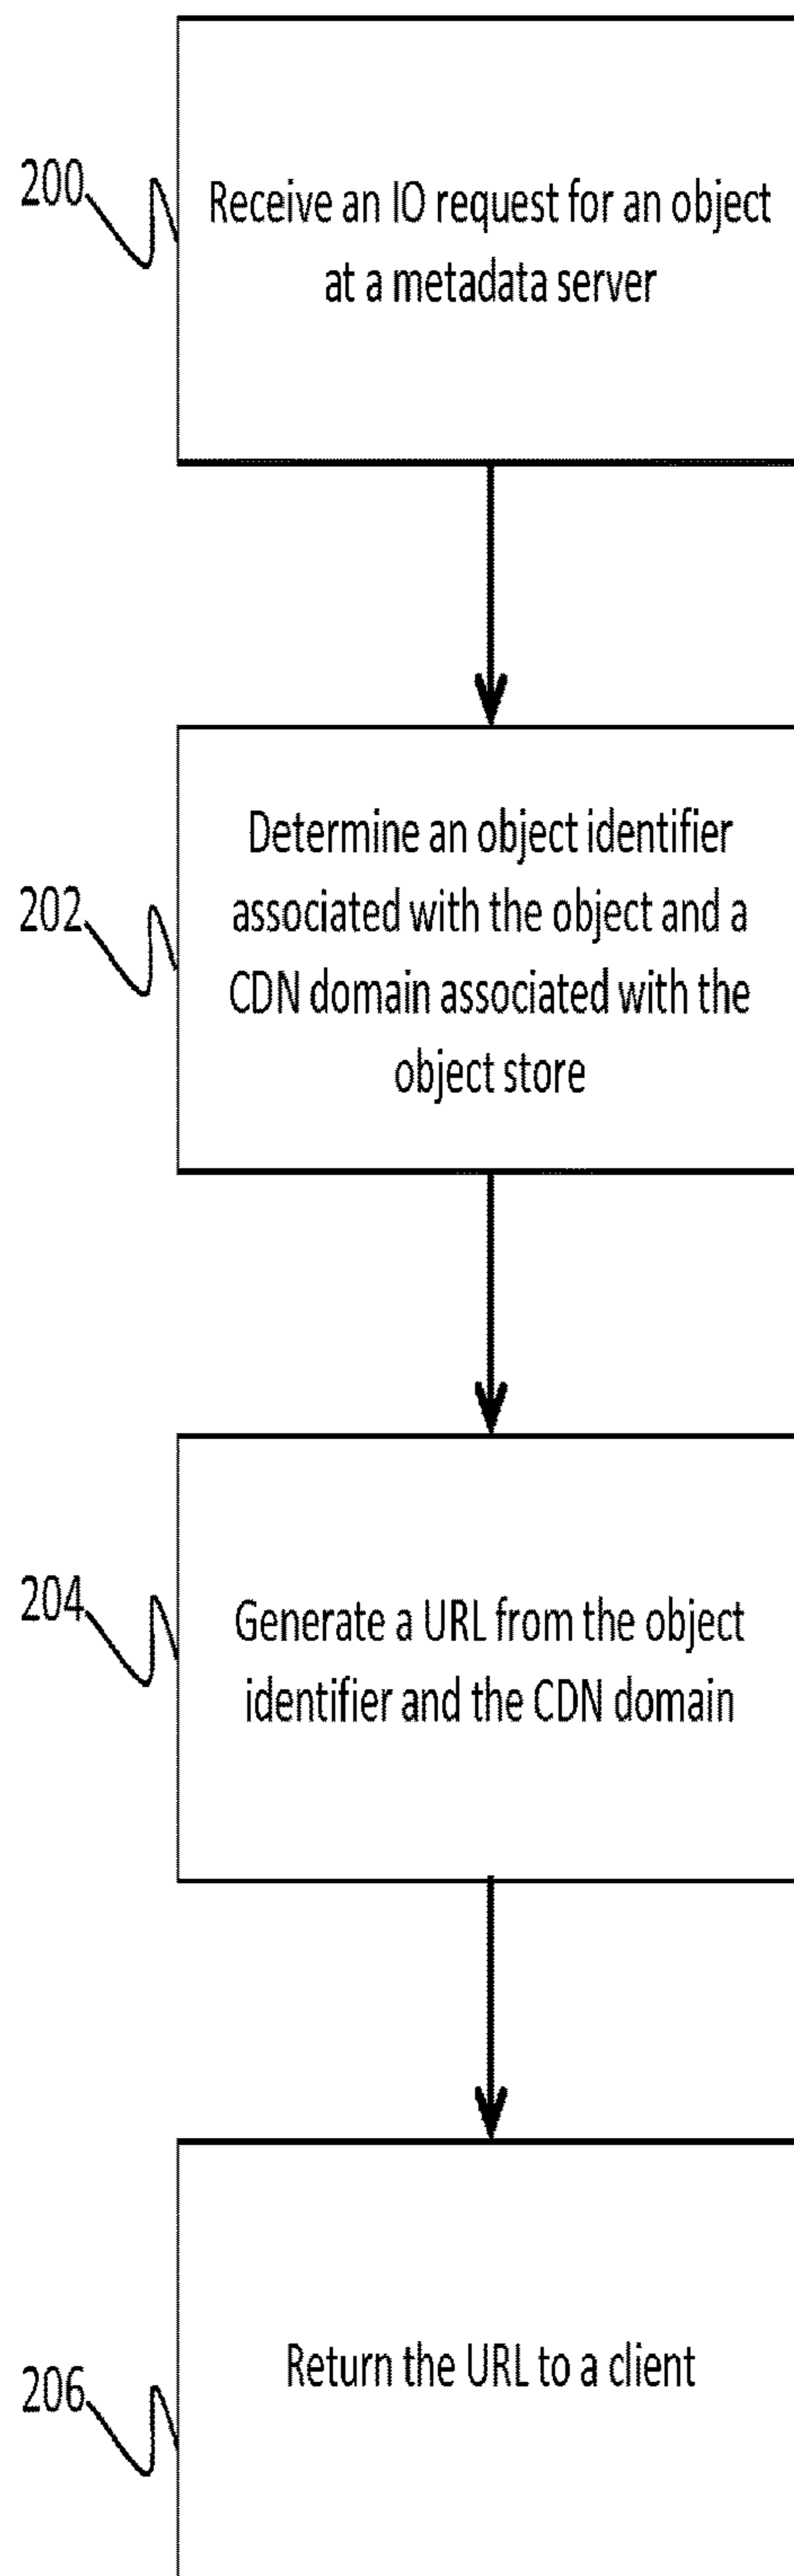 200
Receive an IO request for an object
at a metadata server
202
Determine an object identifier
associated with the object and a
CDN domain associated with the
object store
204
Generate a URL from the object
identifier and the CDN domain
206
Return the URL to a client